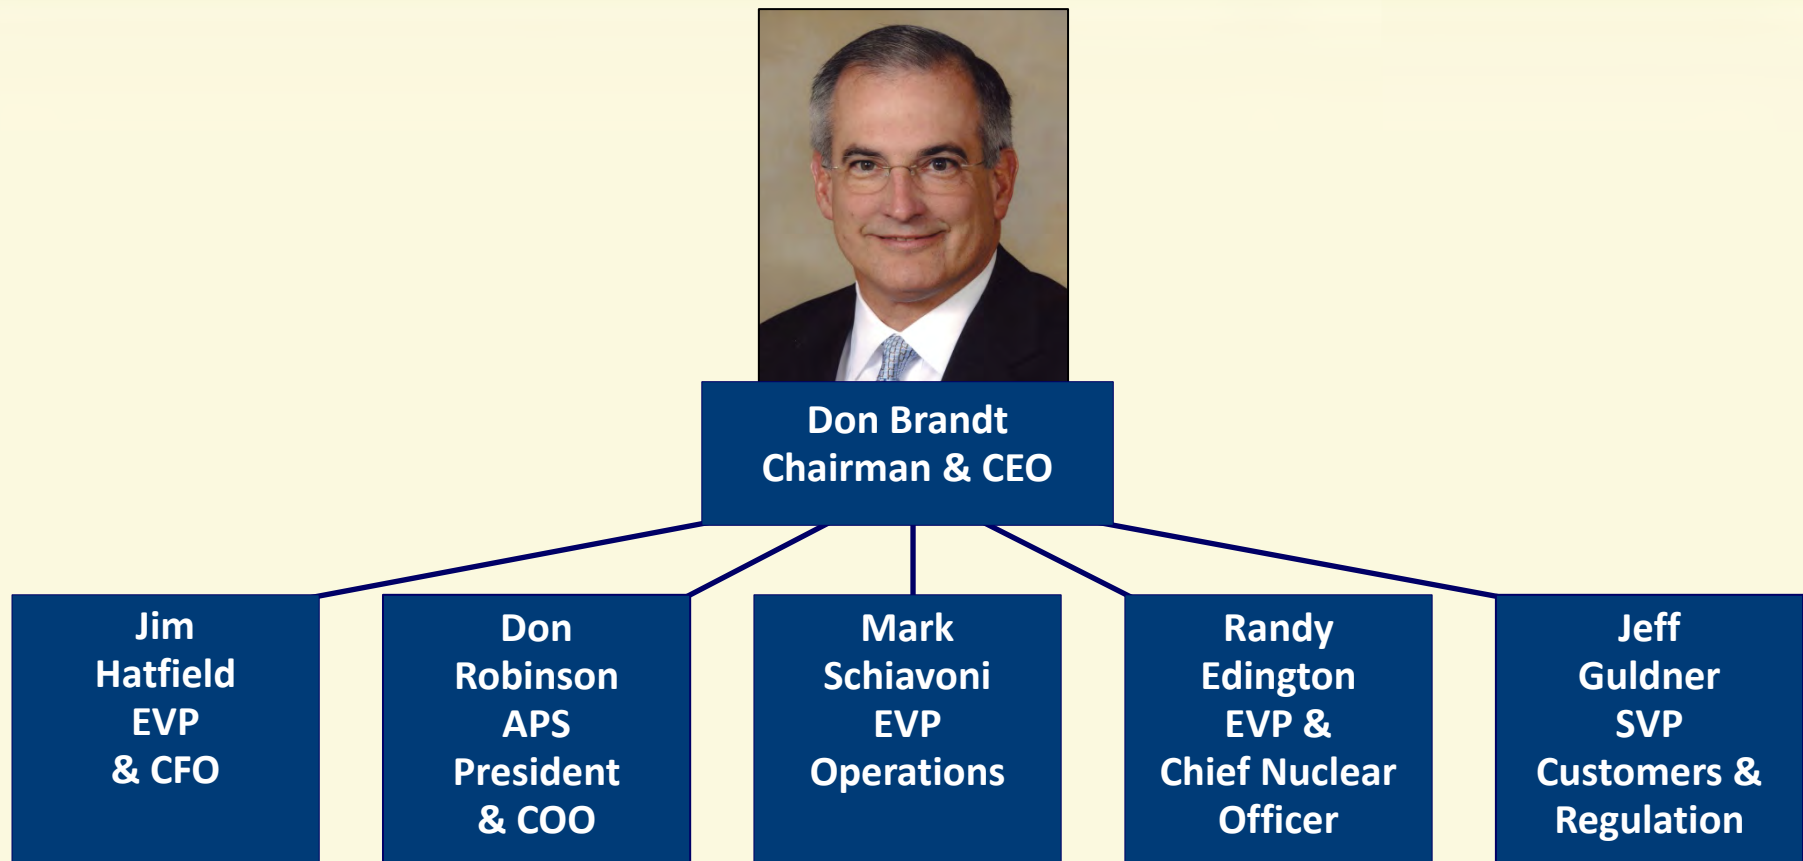 Don Brandt
Chairman & CEO
Jim
Hatfield
EVP
& CFO
Don
Robinson
APS
President
& COO
Mark
Schiavoni
EVP
Operations
Randy
Edington
EVP &
Chief Nuclear
Officer
Jeff
Guldner
SVP
Customers &
Regulation